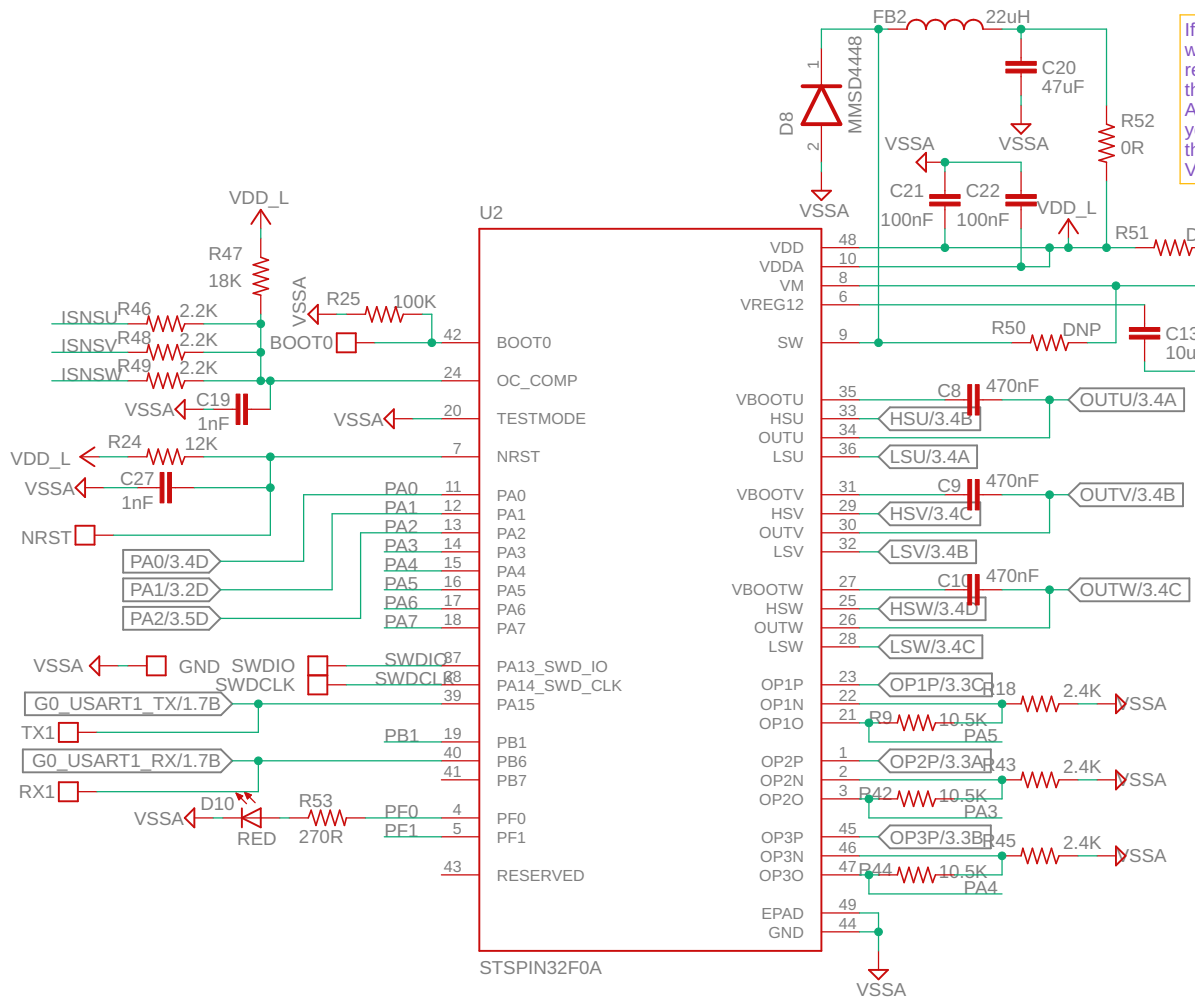 FB2 22uH
C20
47uF
VSSA
R52
0R
1
D8
MMSD4448
2
VSSA
VSSA
C21
100nF
C22
100nF
VDD_L
R51
U2
VDD_L
R47
18K
ISNSU R46 2.2K
ISNSV R48 2.2K
ISNSW R49 2.2K
VSSA C19
1nF
VSSA R25 100K
BOOT0
VSSA
VDD_L R24 12K
VSSA C27
1nF
NRST
PA0/3.4D
PA1/3.2D
PA2/3.5D
PA0
PA1
PA2
PA3
PA4
PA5
PA6
PA7
VSSA GND
SWDIO SWDIO
SWDCLK SWDCLK
G0_USART1_TX/1.7B
TX1
PB1
G0_USART1_RX/1.7B
RX1
VSSA D10 RED R53 270R PF0
PF1
42 BOOT0
24 OC_COMP
20 TESTMODE
7 NRST
11 PA0
12 PA1
13 PA2
14 PA3
15 PA4
16 PA5
17 PA6
18 PA7
37 PA13_SWD_IO
38 PA14_SWD_CLK
39 PA15
19 PB1
40 PB6
41 PB7
4 PF0
5 PF1
43 RESERVED
STSPIN32F0A
VDD 48
VDDA 10
VM 8
VREG12 6
SW 9
R50 DNP
C13
VBOOTU 35 C8 470nF OUTU/3.4A
HSU 33 HSU/3.4B
OUTU 34
LSU 36 LSU/3.4A
VBOOTV 31 C9 470nF OUTV/3.4B
HSV 29 HSV/3.4C
OUTV 30
LSV 32 LSV/3.4B
VBOOTW 27 C10 470nF OUTW/3.4C
HSW 25 HSW/3.4D
OUTW 26
LSW 28 LSW/3.4C
OP1P 23 OP1P/3.3C
OP1N 22 R18 2.4K VSSA
OP1O 21 R9 10.5K
PA5
OP2P 1 OP2P/3.3A
OP2N 2 R43 2.4K VSSA
OP2O 3 R42 10.5K
PA3
OP3P 45 OP3P/3.3B
OP3N 46 R45 2.4K VSSA
OP3O 47 R44 10.5K
PA4
EPAD 49
GND 44
VSSA